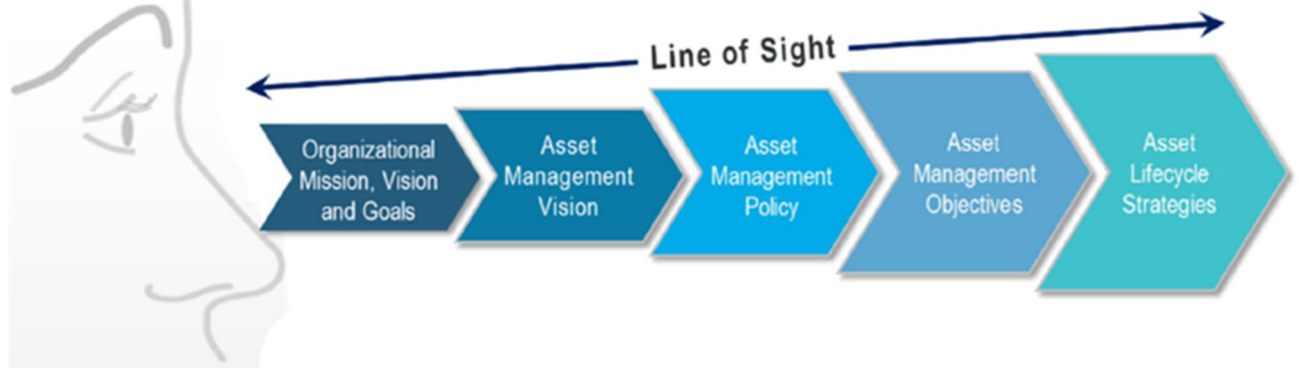 Line of Sight
Organizational
Mission, Vision
and Goals
Asset
Management
Vision
Asset
Management
Policy
Asset
Management
Objectives
Asset
Lifecycle
Strategies